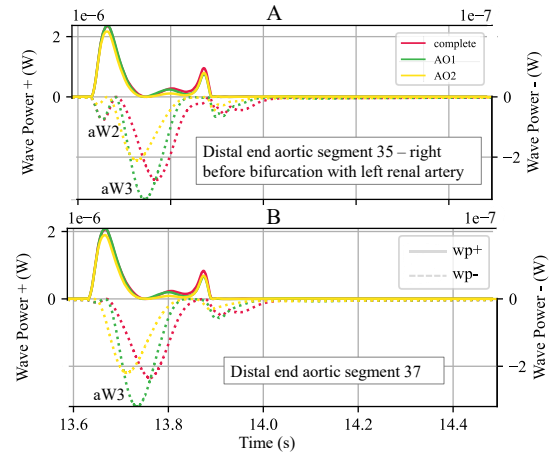 A
1e−6
1e−7
Wave Power + (W)
Wave Power - (W)
2
0
0
−2
complete
AO1
AO2
aW2
aW3
Distal end aortic segment 35 – right
before bifurcation with left renal artery
B
1e−6
1e−7
Wave Power + (W)
Wave Power - (W)
2
0
0
−2
wp+
wp-
aW3
Distal end aortic segment 37
13.6
13.8
14.0
14.2
14.4
Time (s)